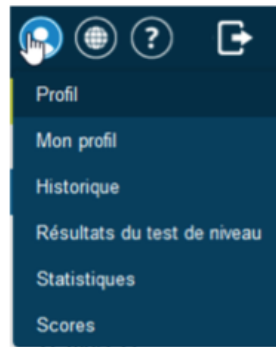 ?
Profil
Mon profil
Historique
Résultats du test de niveau
Statistiques
Scores